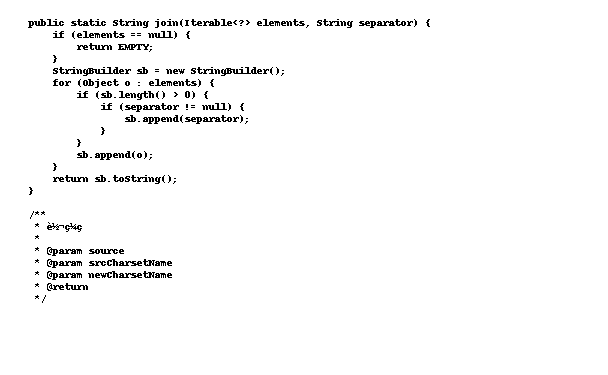 public static String join(Iterable<?> elements, String separator) {
    if (elements == null) {
        return EMPTY;
    }
    StringBuilder sb = new StringBuilder();
    for (Object o : elements) {
        if (sb.length() > 0) {
            if (separator != null) {
                sb.append(separator);
            }
        }
        sb.append(o);
    }
    return sb.toString();
}

/**
 * è½¬ç¼ç
 *
 * @param source
 * @param srcCharsetName
 * @param newCharsetName
 * @return
 */